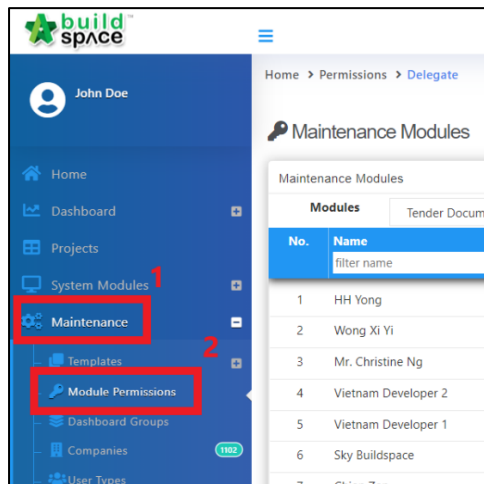 build™
space
John Doe
Home > Permissions > Delegate
Maintenance Modules
Home
Dashboard
Projects
System Modules
1
Maintenance
2
Templates
Module Permissions
Dashboard Groups
Companies 1102
User Types
Maintenance Modules
Modules Tender Docum
No. Name
filter name
1 HH Yong
2 Wong Xi Yi
3 Mr. Christine Ng
4 Vietnam Developer 2
5 Vietnam Developer 1
6 Sky Buildspace